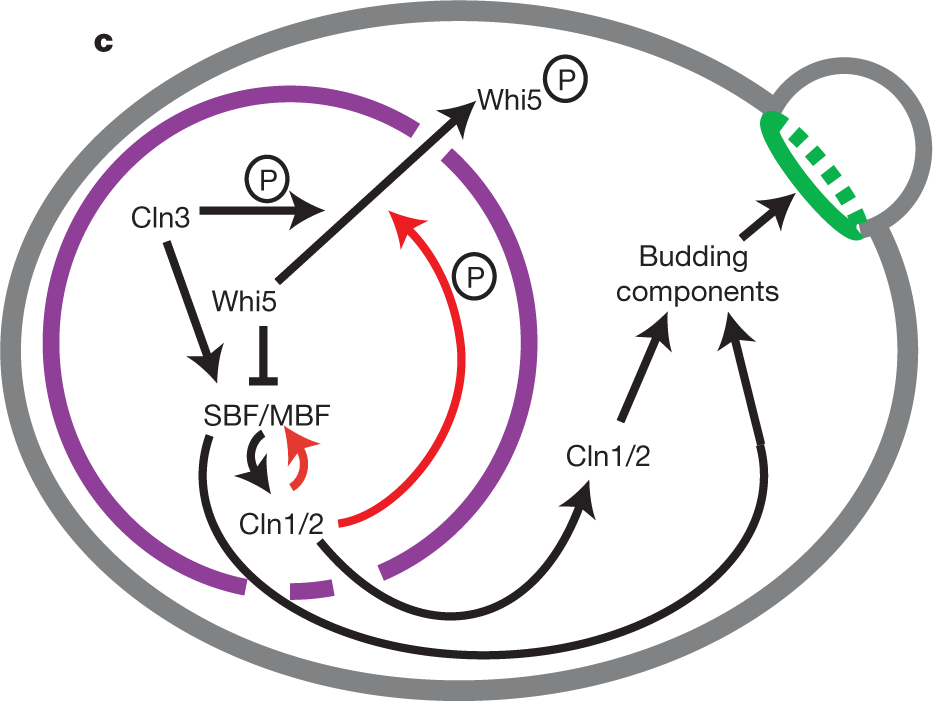 c
Whi5 P
P
Cln3
P
Whi5
Budding
components
SBF/MBF
Cln1/2
Cln1/2